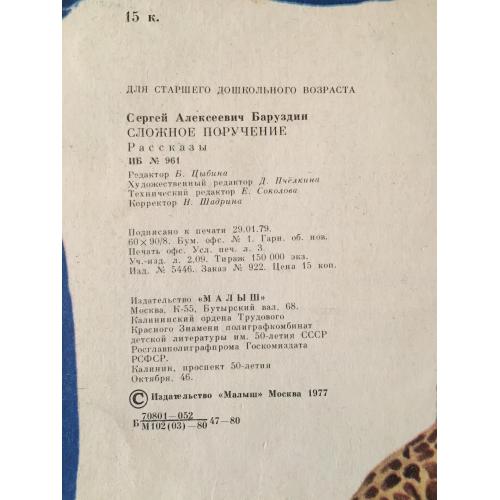 15 к.
ДЛЯ СТАРШЕГО ДОШКОЛЬНОГО ВОЗРАСТА
Сергей Алексеевич Баруздин
СЛОЖНОЕ ПОРУЧЕНИЕ
Рассказы
ИБ № 961
Редактор Б. Цыбина
Художественный редактор Д. Пчёлкина
Технический редактор Е. Соколова
Корректор Н. Шадрина
Подписано к печати 29.01.79.
60×90/8. Бум. офс. № 1. Гарн. об. нов.
Печать офс. Усл. печ. л. 3.
Уч.-изд. л. 2,09. Тираж 150 000 экз.
Изд. № 5446. Заказ № 922. Цена 15 коп.
Издательство «МАЛЫШ»
Москва, К-55, Бутырский вал, 68.
Калининский ордена Трудового
Красного Знамени полиграфкомбинат
детской литературы им. 50-летия СССР
Росглавполиграфпрома Госкомиздата
РСФСР.
Калинин, проспект 50-летия
Октября, 46.
© Издательство «Малыш» Москва 1977
Б 70801—052 47—80
М102(03)—80